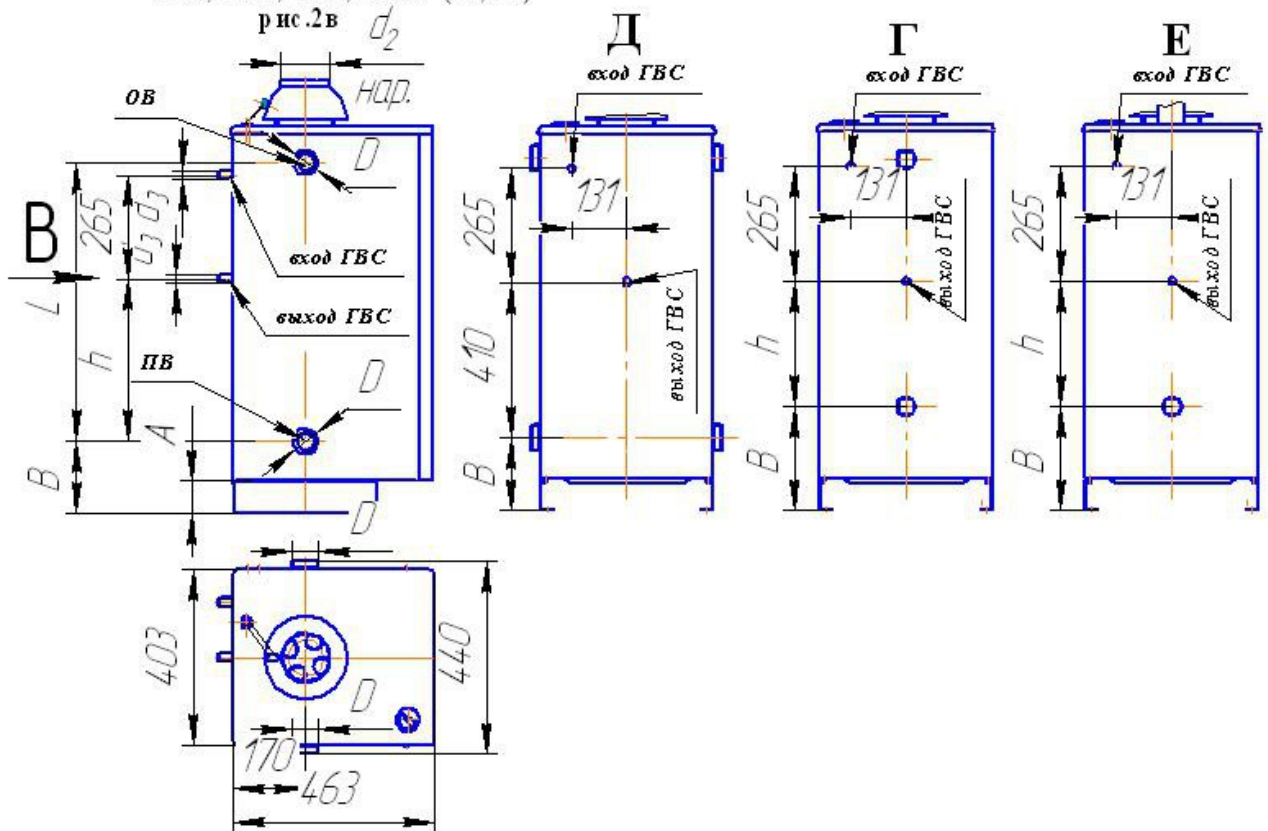 рис.2в
d₂
нар.
ОВ
D
265
d₃
d₃
В
L
h
вход ГВС
выход ГВС
ПВ
D
A
B
D
403
440
D
170
463
Д
вход ГВС
131
265
410
выход ГВС
B
Г
вход ГВС
131
265
выход ГВС
h
B
Е
вход ГВС
131
265
выход ГВС
h
B